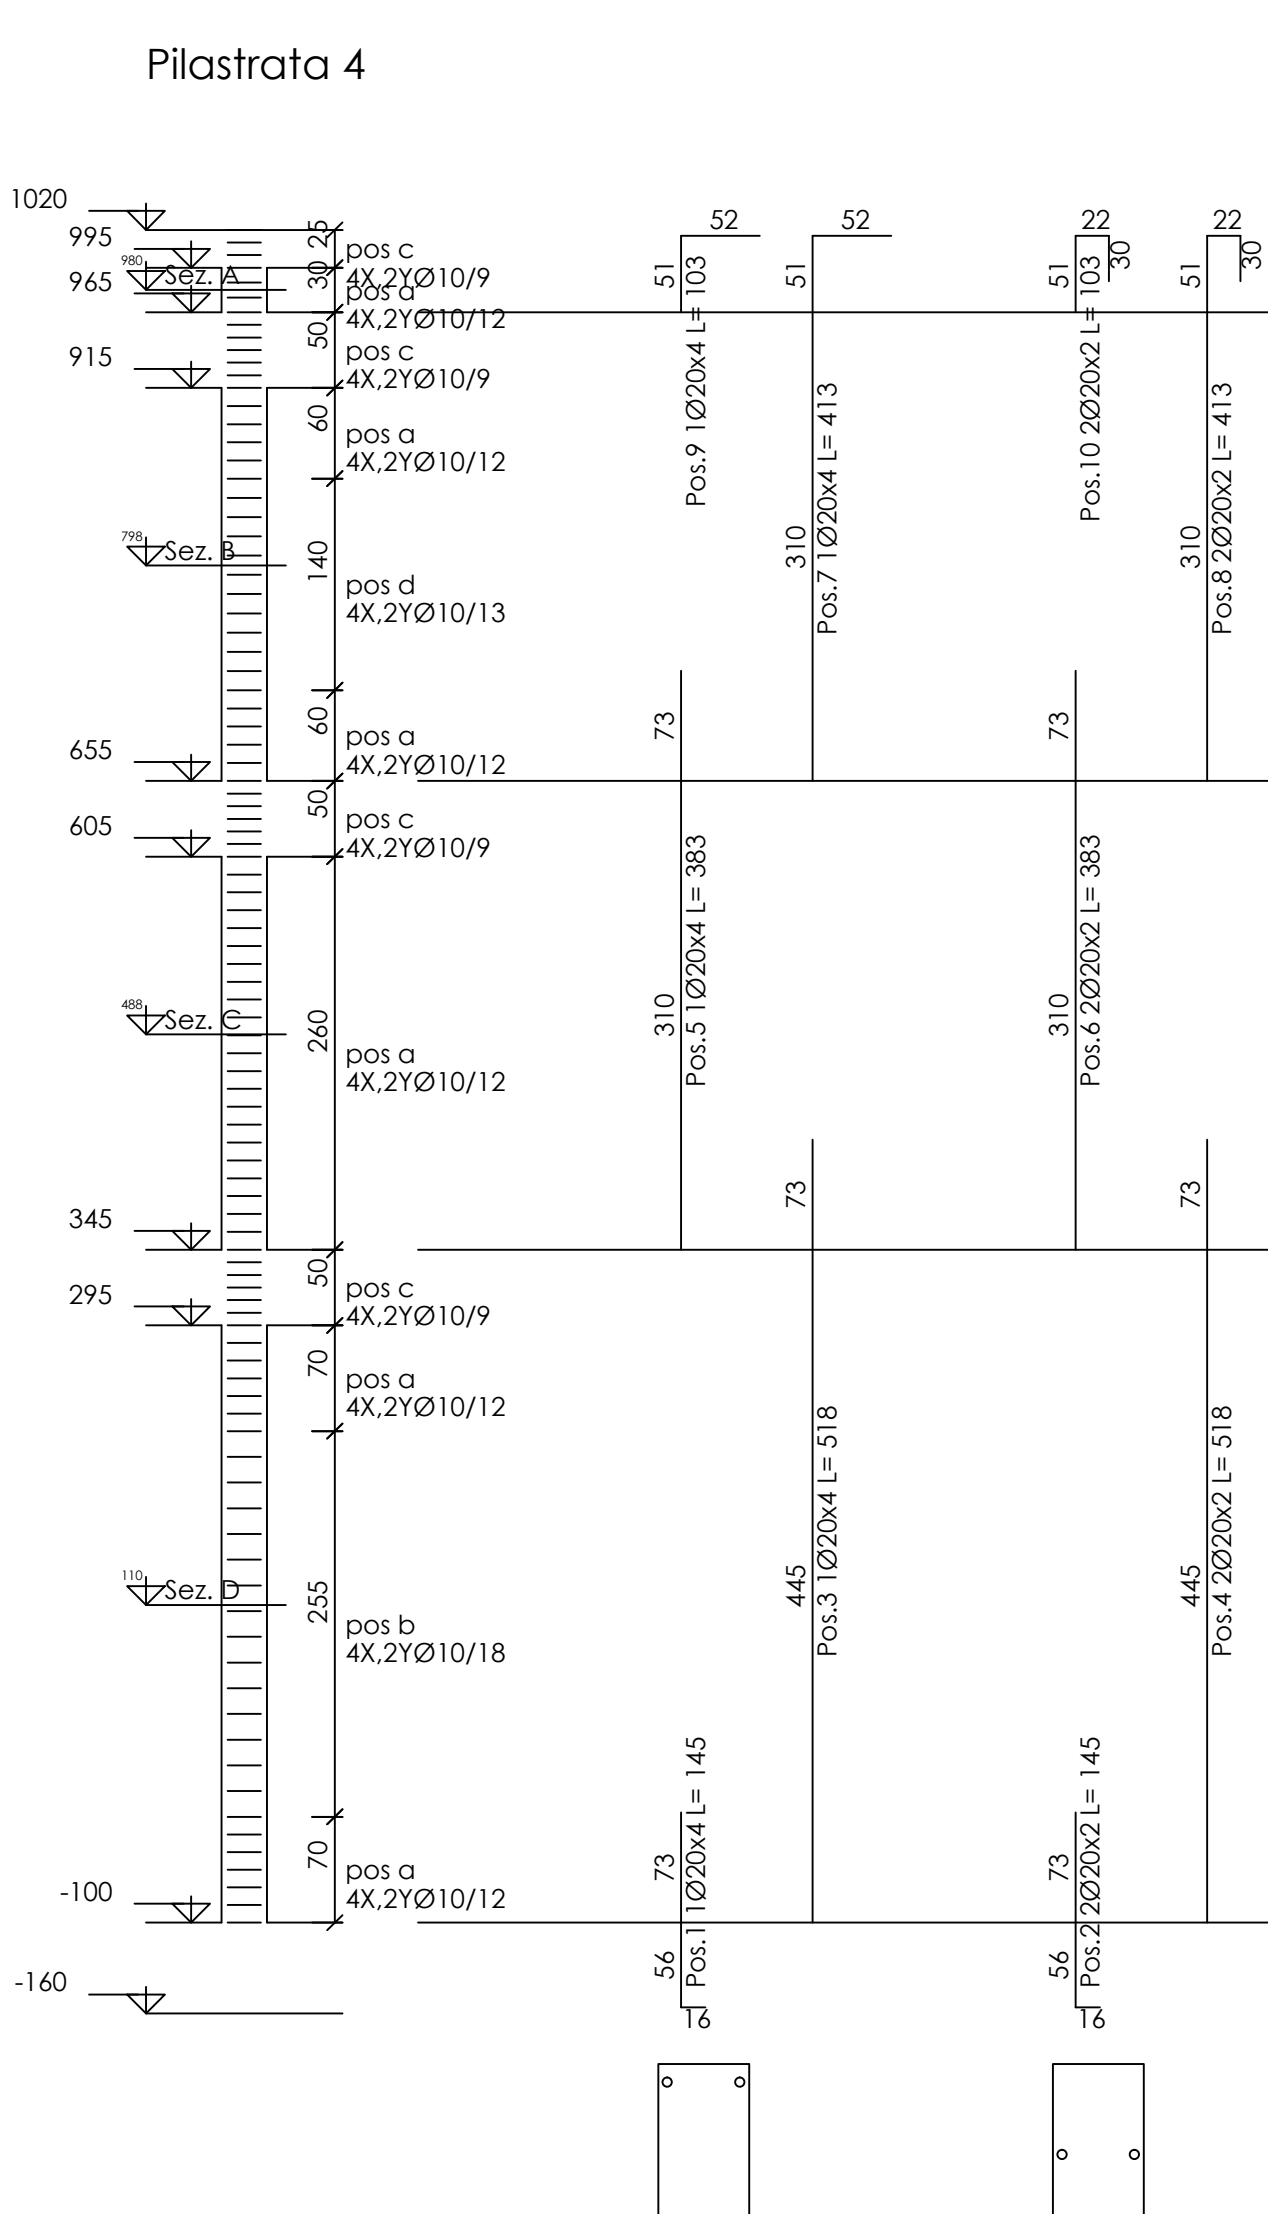 Pilastrata 4
1020
995
980
Sez. A
965
915
798
Sez. B
655
605
488
Sez. C
345
295
110
Sez. D
-100
-160
25
30
50
60
140
60
50
260
50
70
255
70
pos c
4X,2YØ10/9
pos a
4X,2YØ10/12
pos c
4X,2YØ10/9
pos a
4X,2YØ10/12
pos d
4X,2YØ10/13
pos a
4X,2YØ10/12
pos c
4X,2YØ10/9
pos a
4X,2YØ10/12
pos c
4X,2YØ10/9
pos a
4X,2YØ10/12
pos b
4X,2YØ10/18
pos a
4X,2YØ10/12
52
51
Pos.9 1Ø20x4 L= 103
73
310
Pos.5 1Ø20x4 L= 383
73
56
Pos.1 1Ø20x4 L= 145
16
52
51
310
Pos.7 1Ø20x4 L= 413
73
445
Pos.3 1Ø20x4 L= 518
22
30
51
Pos.10 2Ø20x2 L= 103
73
310
Pos.6 2Ø20x2 L= 383
73
56
Pos.2 2Ø20x2 L= 145
16
22
30
51
310
Pos.8 2Ø20x2 L= 413
73
445
Pos.4 2Ø20x2 L= 518